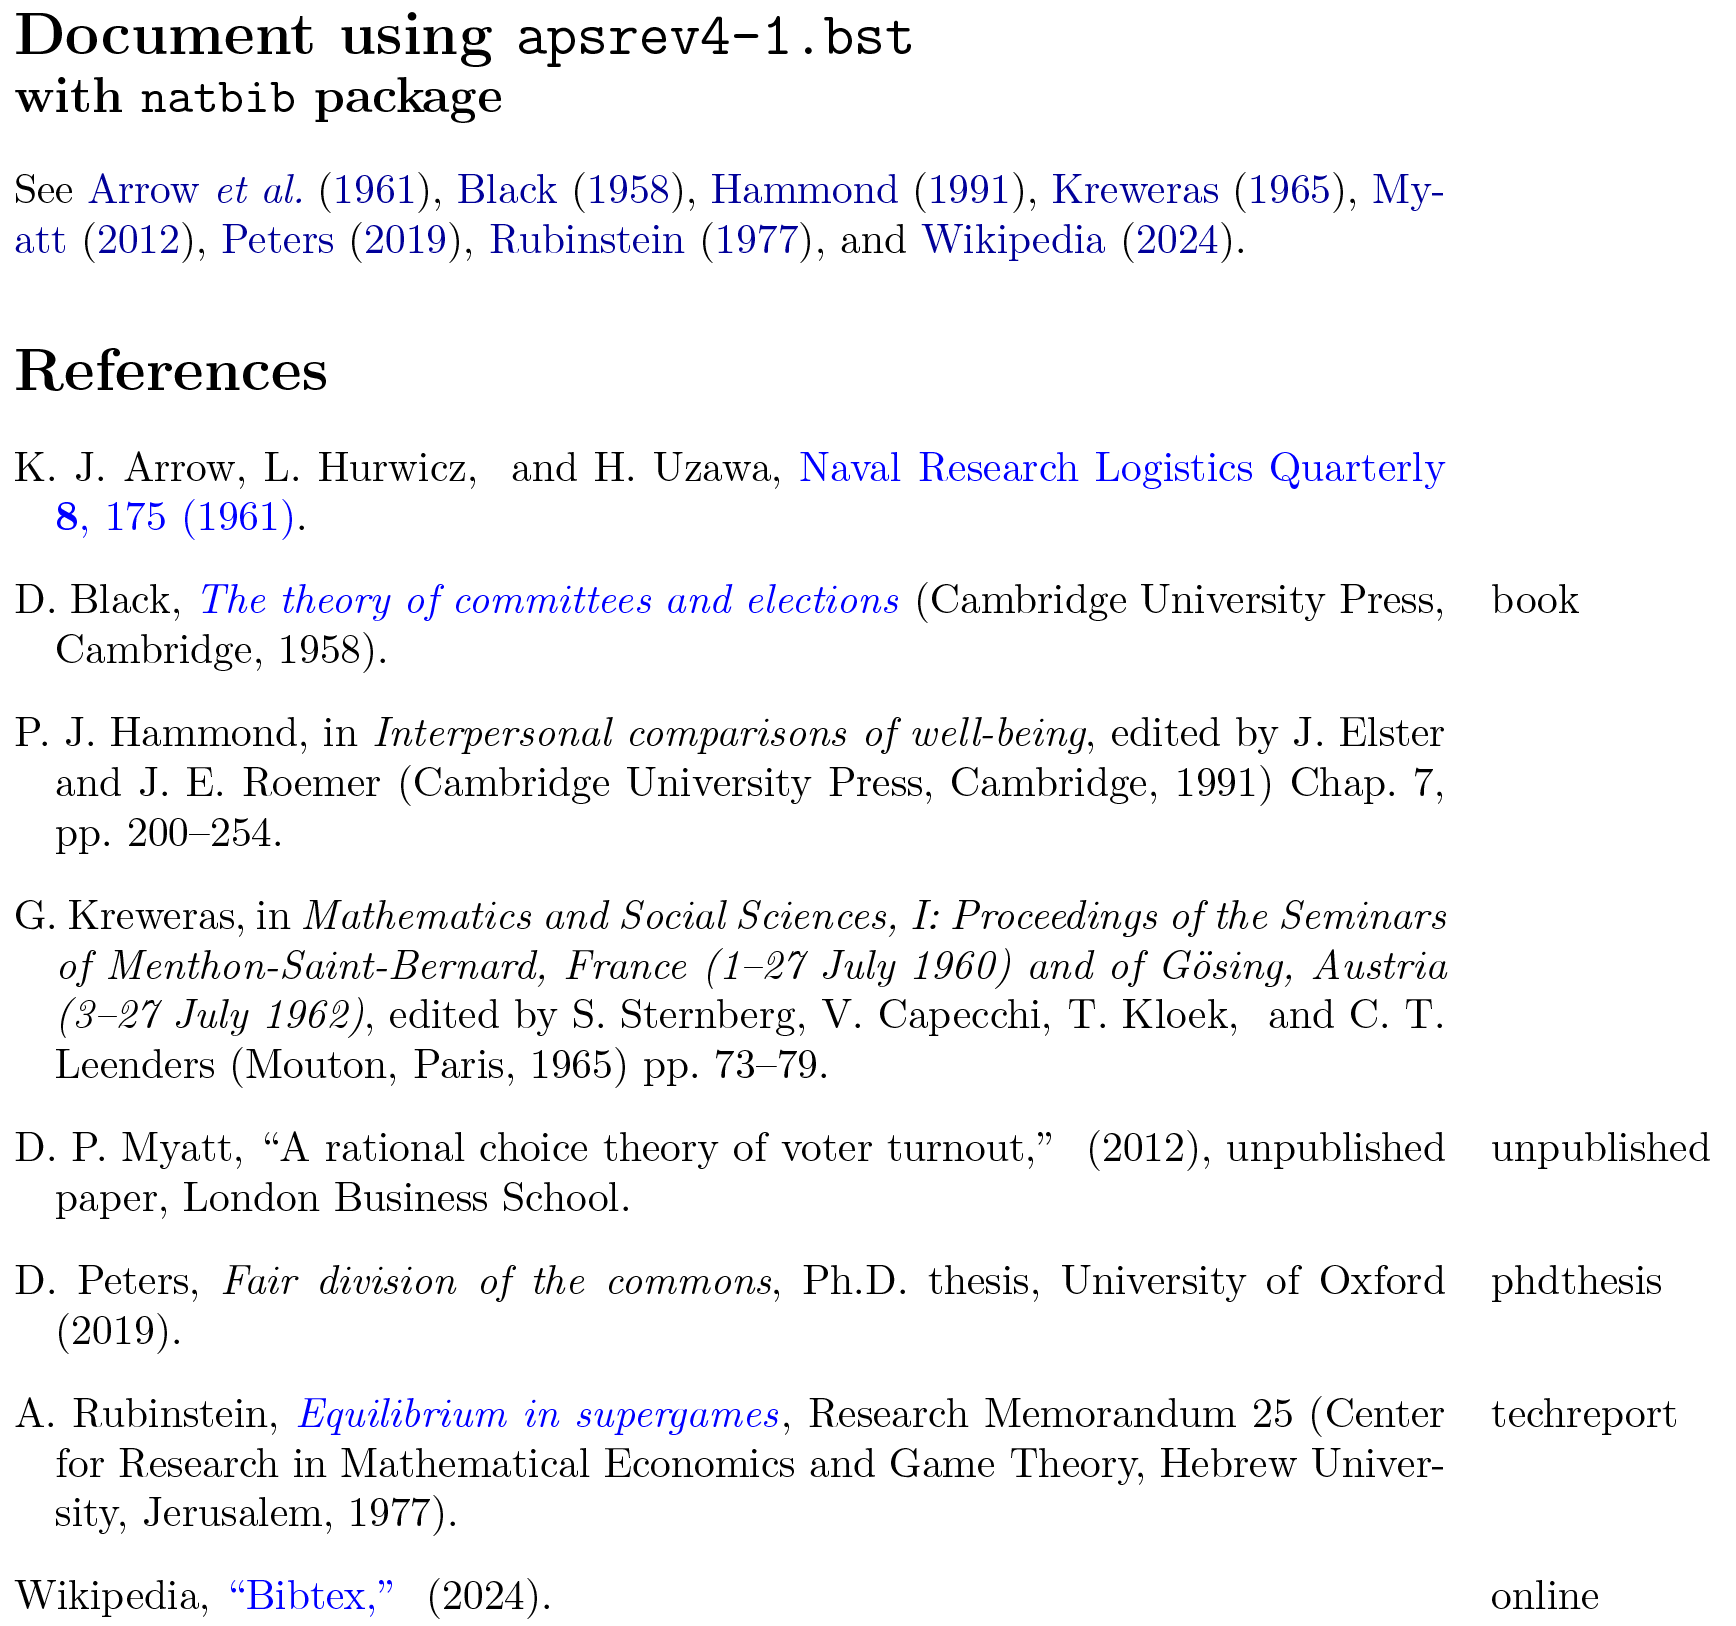 Document using apsrev4-1.bst
with natbib package
See Arrow et al. (1961), Black (1958), Hammond (1991), Kreweras (1965), My-
att (2012), Peters (2019), Rubinstein (1977), and Wikipedia (2024).
References
K. J. Arrow, L. Hurwicz,  and H. Uzawa, Naval Research Logistics Quarterly
8, 175 (1961).
D. Black, The theory of committees and elections (Cambridge University Press, book
Cambridge, 1958).
P. J. Hammond, in Interpersonal comparisons of well-being, edited by J. Elster
and J. E. Roemer (Cambridge University Press, Cambridge, 1991) Chap. 7,
pp. 200–254.
G. Kreweras, in Mathematics and Social Sciences, I: Proceedings of the Seminars
of Menthon-Saint-Bernard, France (1–27 July 1960) and of Gösing, Austria
(3–27 July 1962), edited by S. Sternberg, V. Capecchi, T. Kloek,  and C. T.
Leenders (Mouton, Paris, 1965) pp. 73–79.
D. P. Myatt, “A rational choice theory of voter turnout,”  (2012), unpublished unpublished
paper, London Business School.
D. Peters, Fair division of the commons, Ph.D. thesis, University of Oxford phdthesis
(2019).
A. Rubinstein, Equilibrium in supergames, Research Memorandum 25 (Center techreport
for Research in Mathematical Economics and Game Theory, Hebrew Univer-
sity, Jerusalem, 1977).
Wikipedia, “Bibtex,”  (2024). online